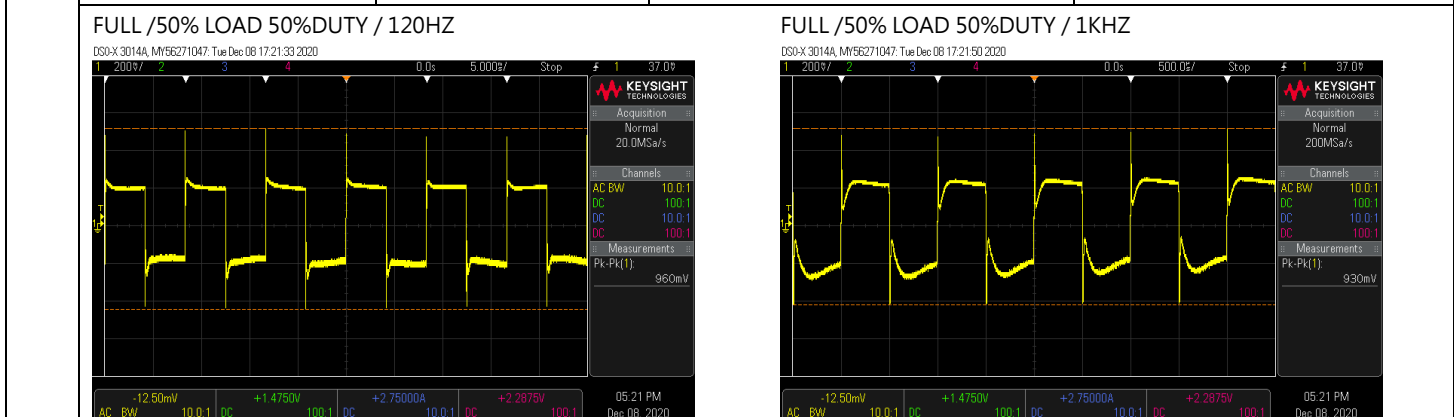 FULL /50% LOAD 50%DUTY / 120HZ
DSO-X 3014A, MY56271047: Tue Dec 08 17:21:33 2020
1 200V/ 2 3 4 0.0s 5.000s/ Stop 1 37.0V
KEYSIGHT
TECHNOLOGIES
Acquisition
Normal
20.0MSa/s
Channels
AC BW 10.0:1
DC 100:1
DC 10.0:1
DC 100:1
Measurements
Pk-Pk(1):
960mV
T
1
-12.50mV +1.4750V +2.75000A +2.2875V
AC BW 10.0:1 DC 100:1 DC 10.0:1 DC 100:1
05:21 PM
Dec 08, 2020
FULL /50% LOAD 50%DUTY / 1KHZ
DSO-X 3014A, MY56271047: Tue Dec 08 17:21:50 2020
1 200V/ 2 3 4 0.0s 500.0s/ Stop 1 37.0V
KEYSIGHT
TECHNOLOGIES
Acquisition
Normal
200MSa/s
Channels
AC BW 10.0:1
DC 100:1
DC 10.0:1
DC 100:1
Measurements
Pk-Pk(1):
930mV
T
1
-12.50mV +1.4750V +2.75000A +2.2875V
AC BW 10.0:1 DC 100:1 DC 10.0:1 DC 100:1
05:21 PM
Dec 08, 2020